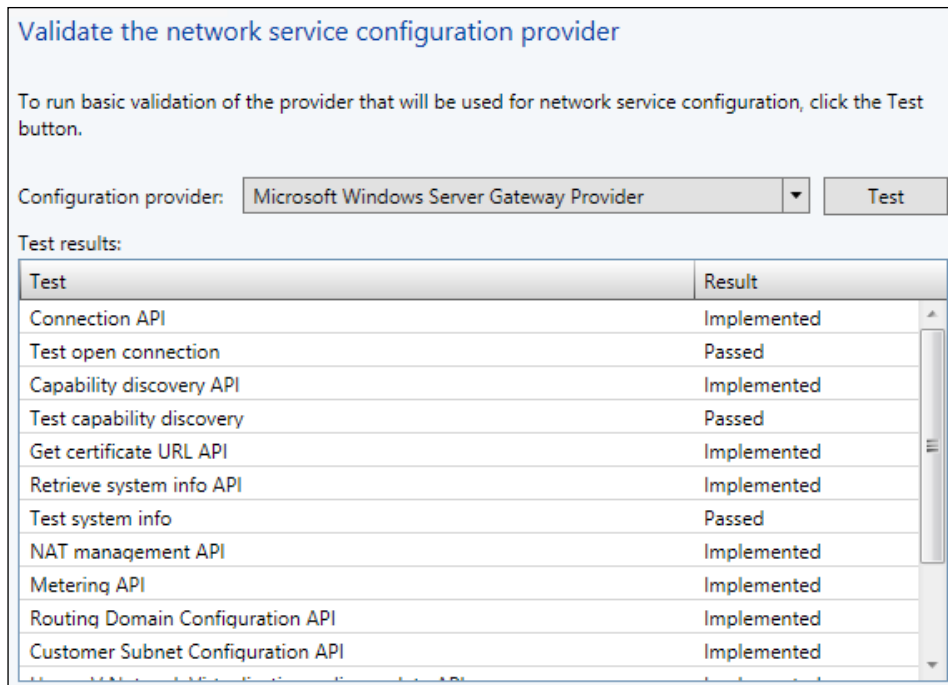 Validate the network service configuration provider
To run basic validation of the provider that will be used for network service configuration, click the Test
button.
Configuration provider: Microsoft Windows Server Gateway Provider Test
Test results:
Test Result
Connection API Implemented
Test open connection Passed
Capability discovery API Implemented
Test capability discovery Passed
Get certificate URL API Implemented
Retrieve system info API Implemented
Test system info Passed
NAT management API Implemented
Metering API Implemented
Routing Domain Configuration API Implemented
Customer Subnet Configuration API Implemented